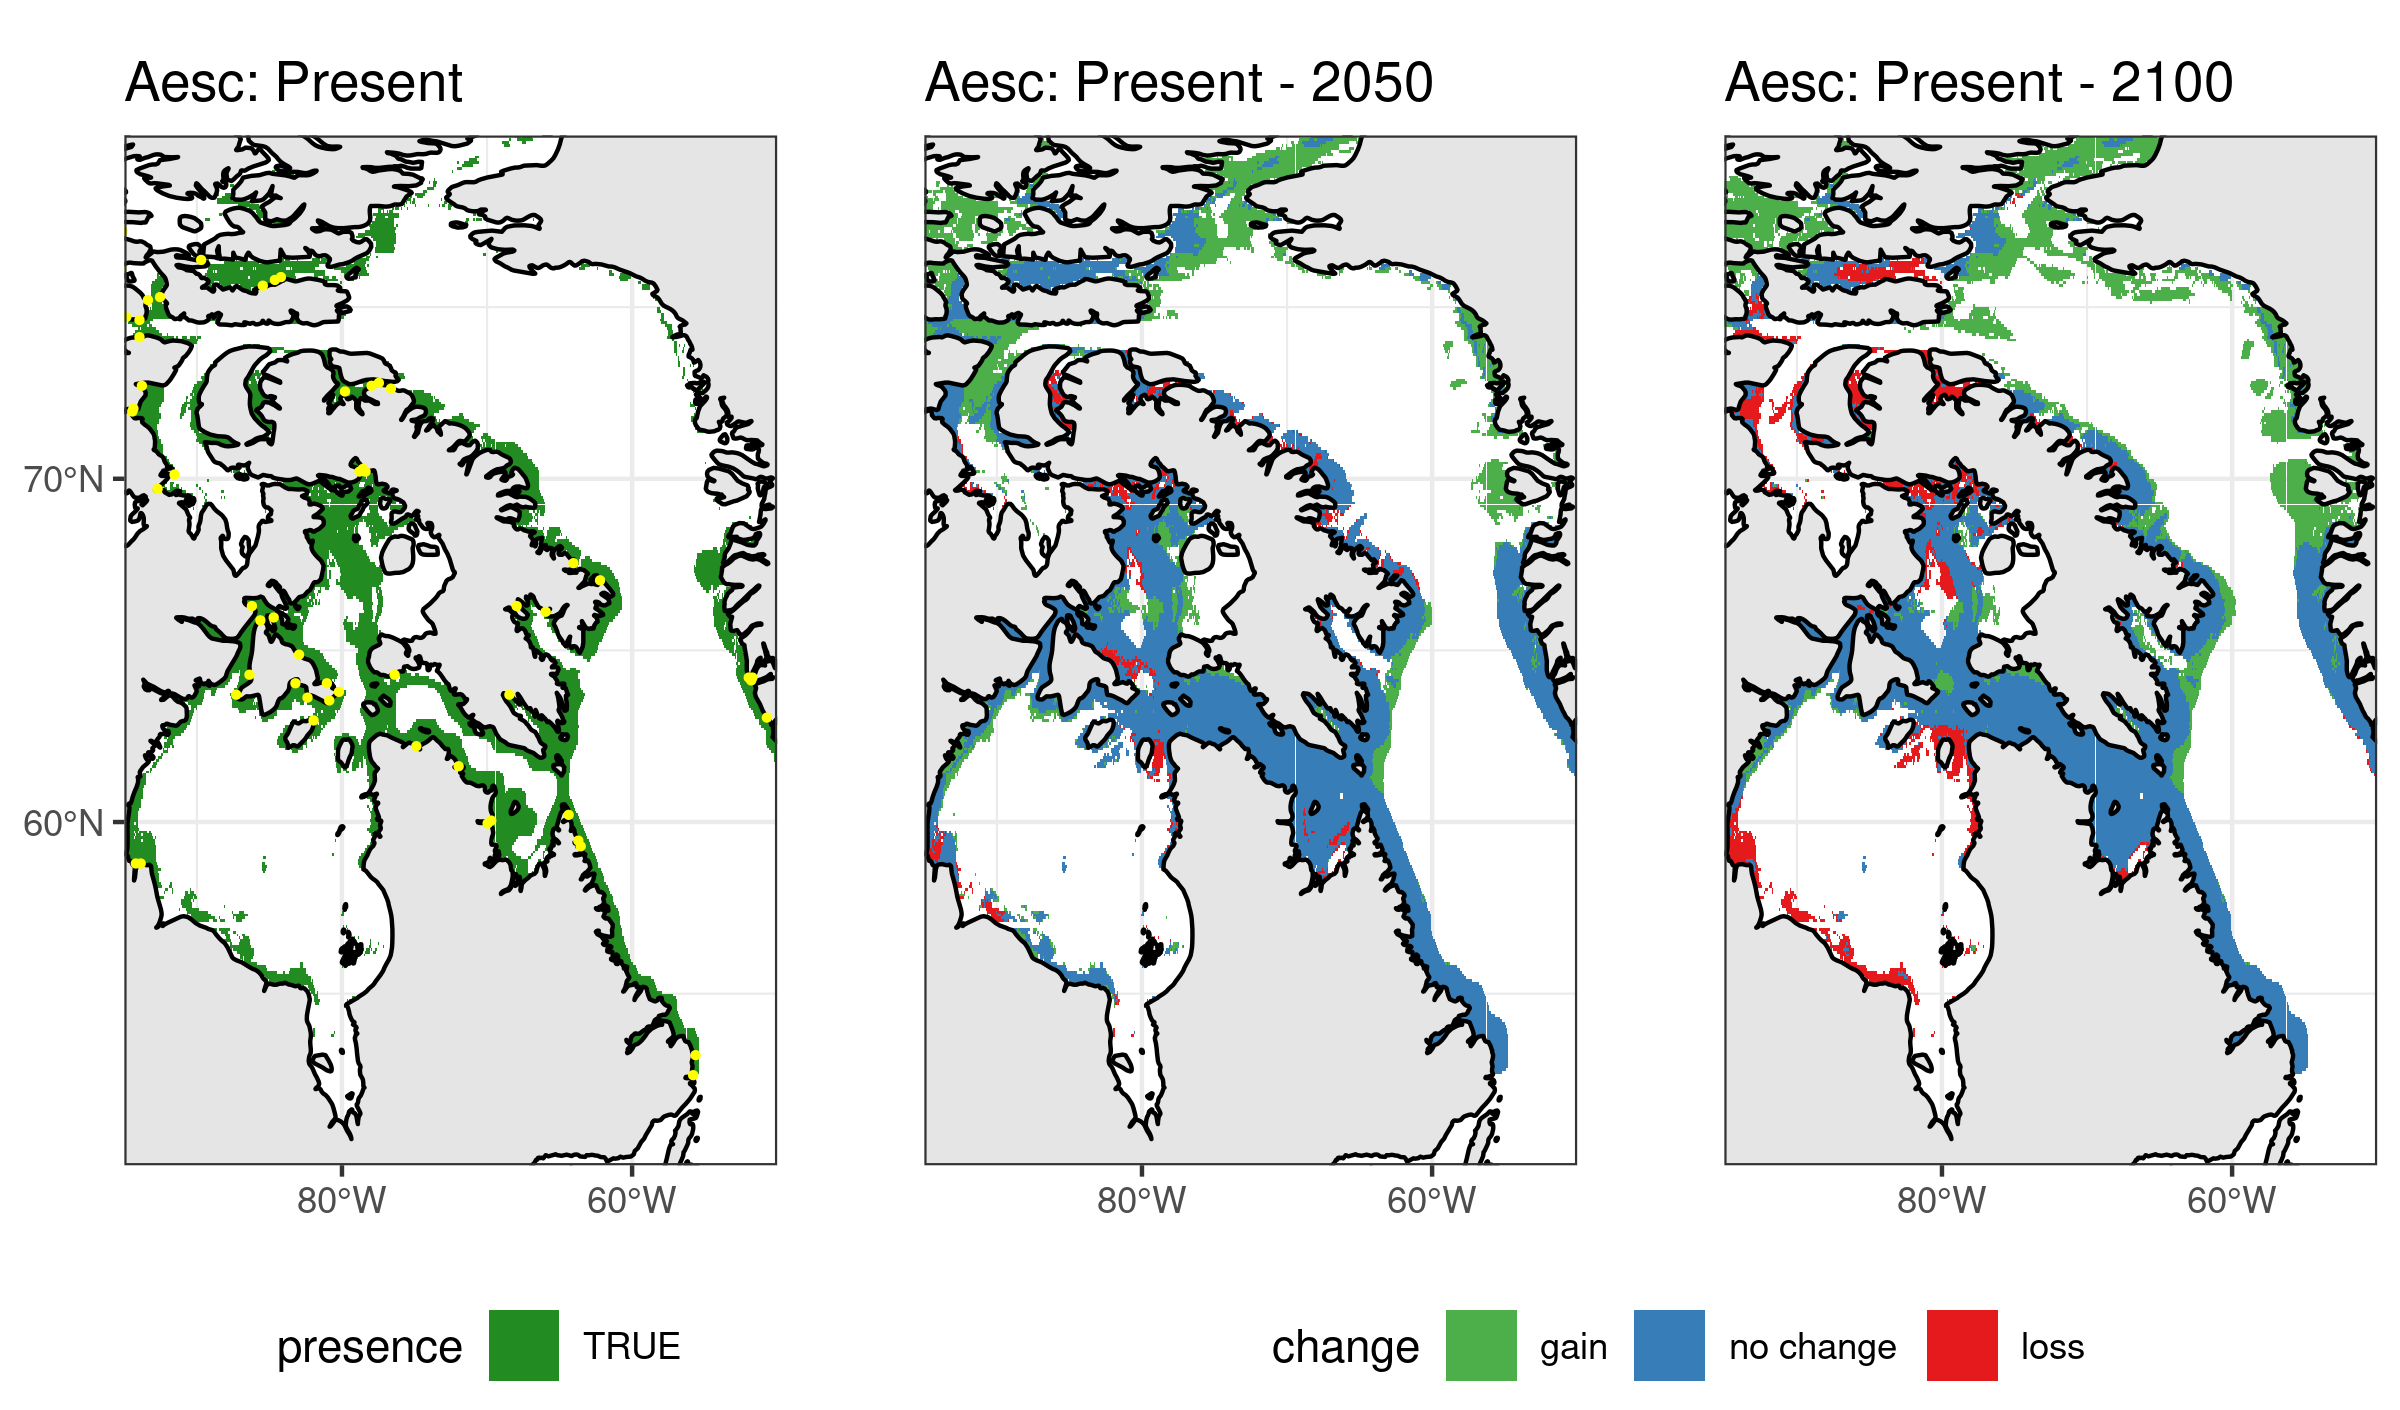 Aesc: Present
Aesc: Present - 2050
Aesc: Present - 2100
70°N
60°N
80°W
60°W
80°W
60°W
80°W
60°W
presence
TRUE
change
gain
no change
loss